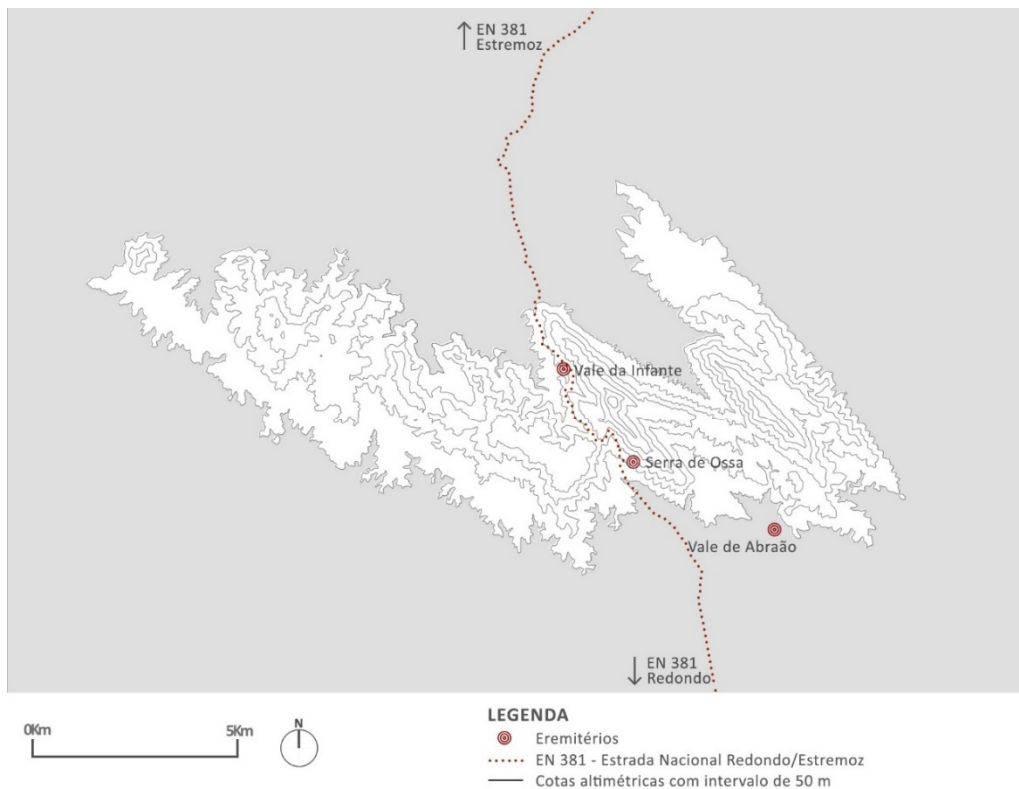 EN 381
Estremoz
Vale da Infante
Serra de Ossa
Vale de Abraão
EN 381
Redondo
0Km
5Km
N
LEGENDA
Eremitérios
EN 381 - Estrada Nacional Redondo/Estremoz
Cotas altimétricas com intervalo de 50 m